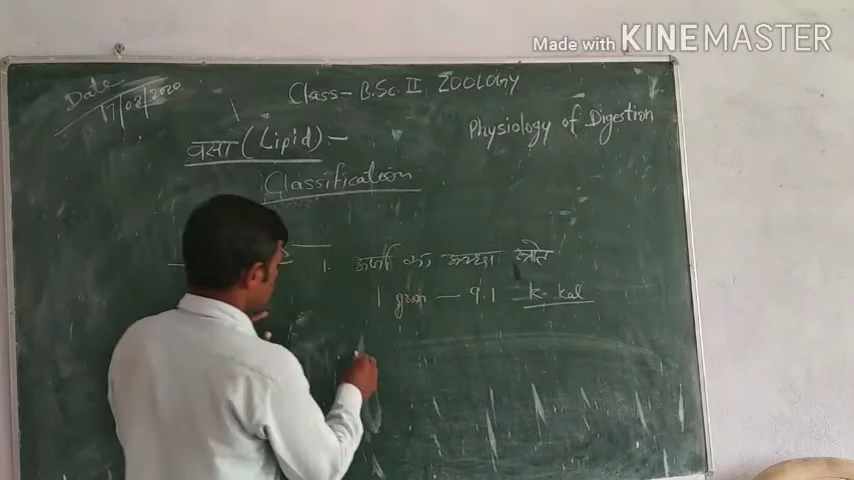 Made with KINEMASTER
Date
11/08/2020
Class - B.Sc. II ZOOLOGY
Physiology of Digestion
वसा (Lipid) :-
Classification
1. ऊर्जा का अच्छा स्त्रोत
1 gram — 9.1 K. Kal